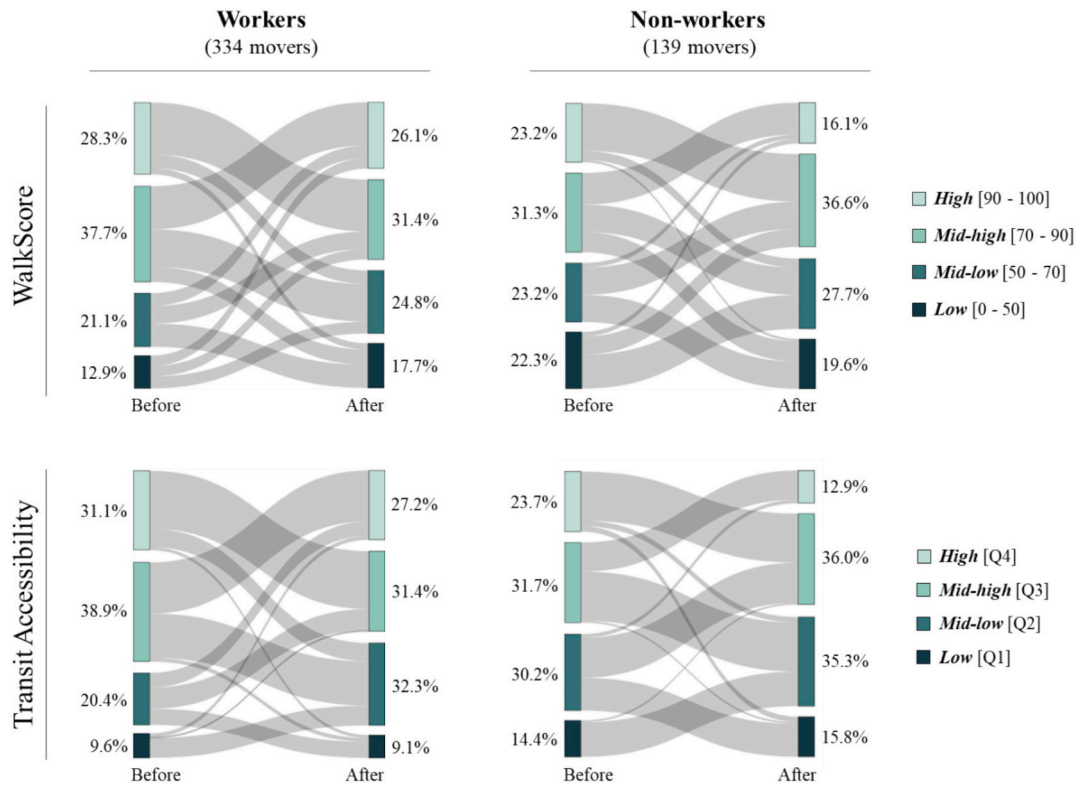 Workers
(334 movers)
Non-workers
(139 movers)
WalkScore
28.3%
37.7%
21.1%
12.9%
26.1%
31.4%
24.8%
17.7%
Before
After
23.2%
31.3%
23.2%
22.3%
16.1%
36.6%
27.7%
19.6%
Before
After
High [90 - 100]
Mid-high [70 - 90]
Mid-low [50 - 70]
Low [0 - 50]
Transit Accessibility
31.1%
38.9%
20.4%
9.6%
27.2%
31.4%
32.3%
9.1%
Before
After
23.7%
31.7%
30.2%
14.4%
12.9%
36.0%
35.3%
15.8%
Before
After
High [Q4]
Mid-high [Q3]
Mid-low [Q2]
Low [Q1]